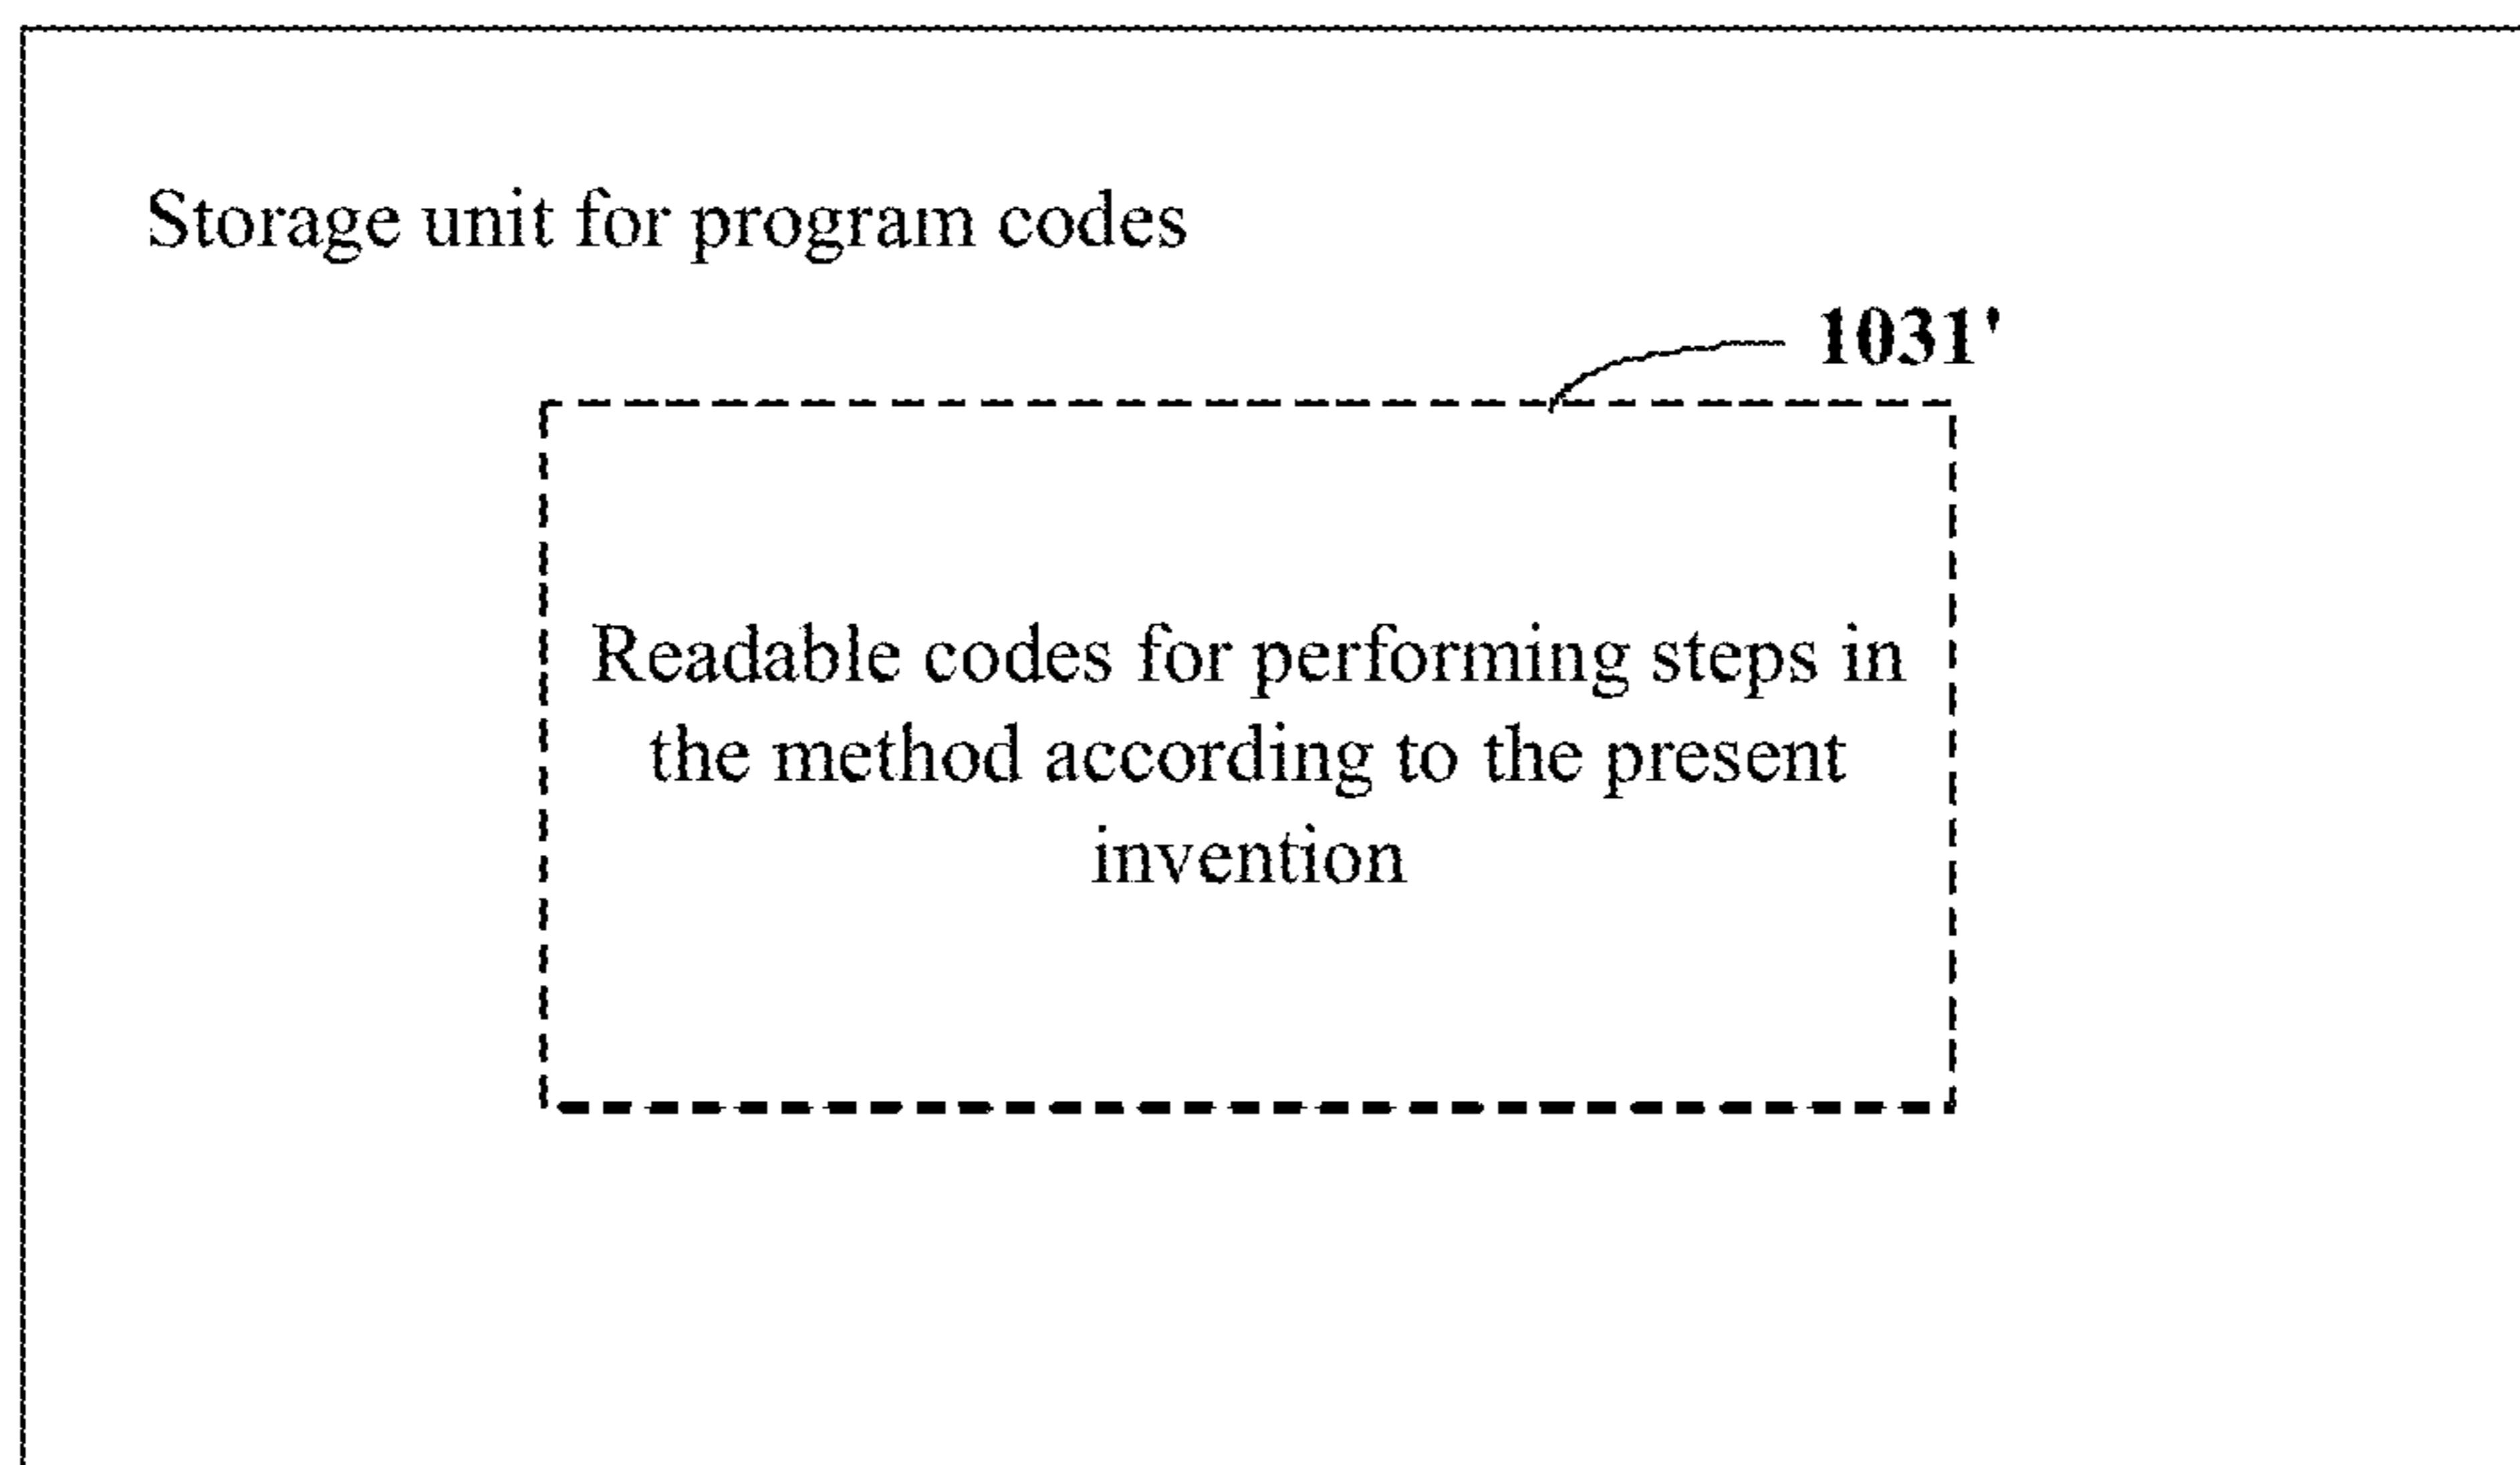 Storage unit for program codes
1031'
Readable codes for performing steps in
the method according to the present
invention